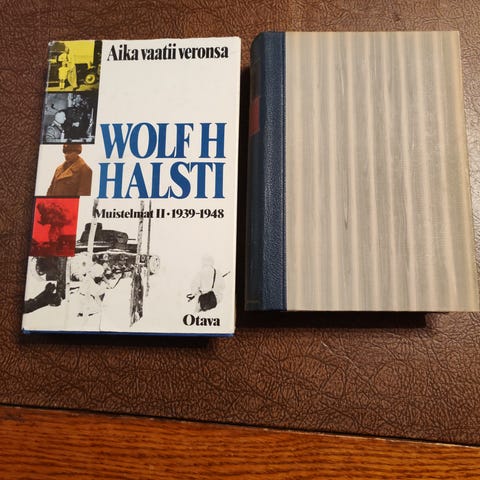 Aika vaatii veronsa
WOLF H
HALSTI
Muistelmat II • 1939-1948
Otava